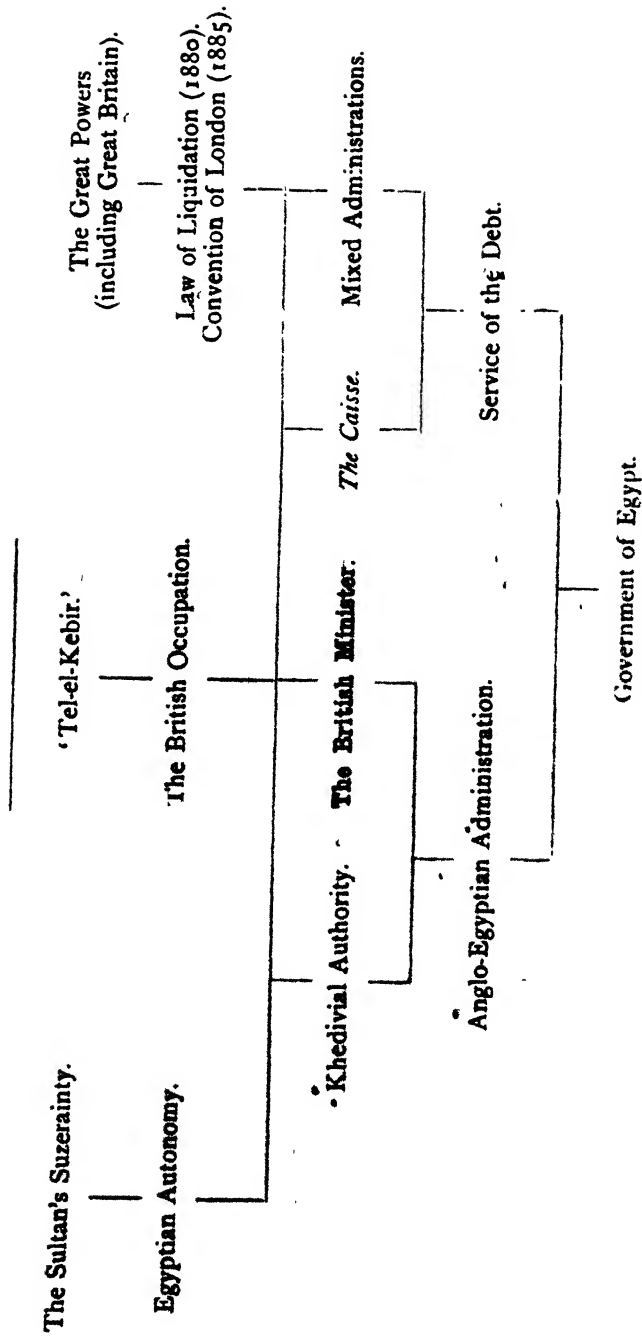 The Sultan's Suzerainty.
'Tel-el-Kebir.'
The Great Powers
(including Great Britain).
Egyptian Autonomy.
The British Occupation.
Law of Liquidation (1880).
Convention of London (1885).
Khedivial Authority.
The British Minister.
The Caisse.
Mixed Administrations.
Anglo-Egyptian Administration.
Service of the Debt.
Government of Egypt.